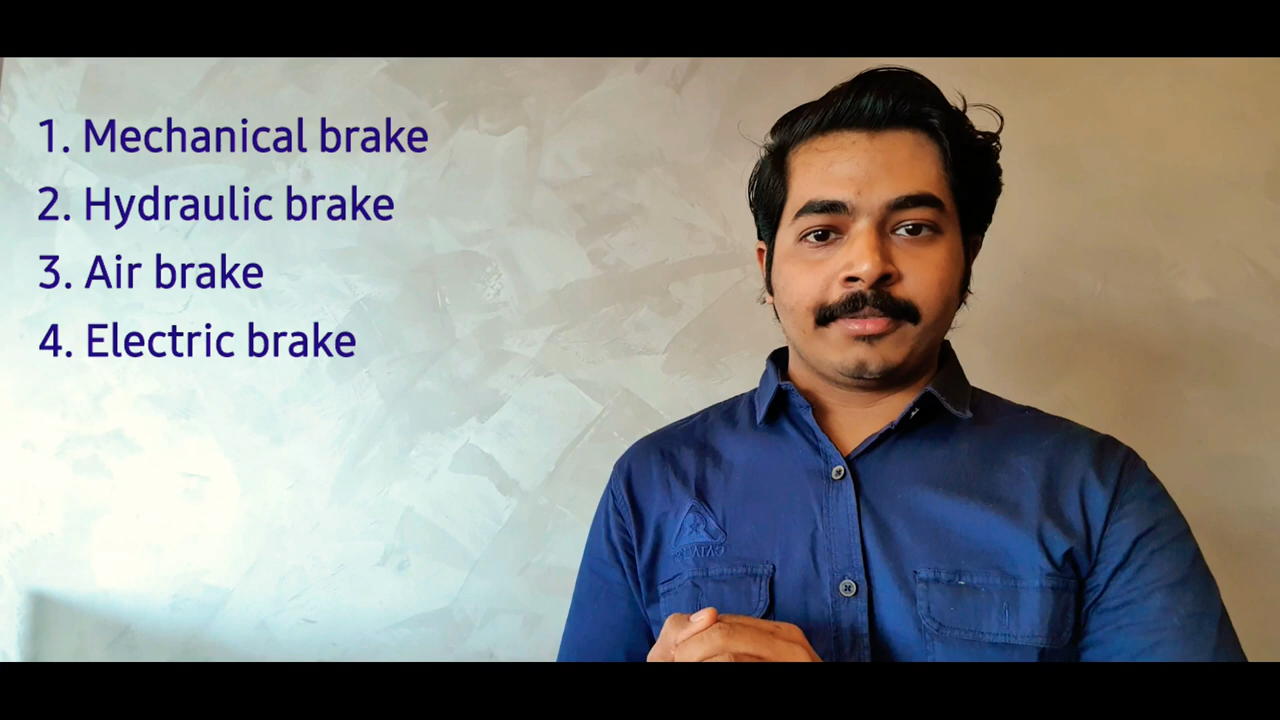 1. Mechanical brake
2. Hydraulic brake
3. Air brake
4. Electric brake